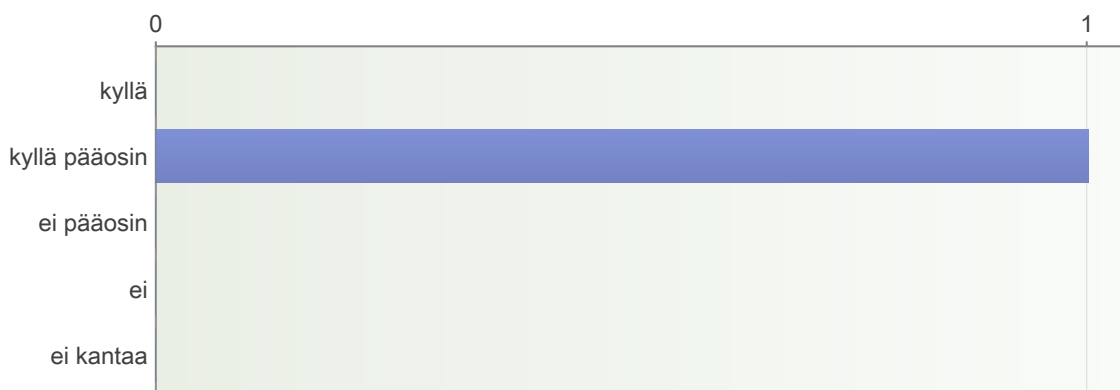 0 1
kyllä
kyllä pääosin
ei pääosin
ei
ei kantaa